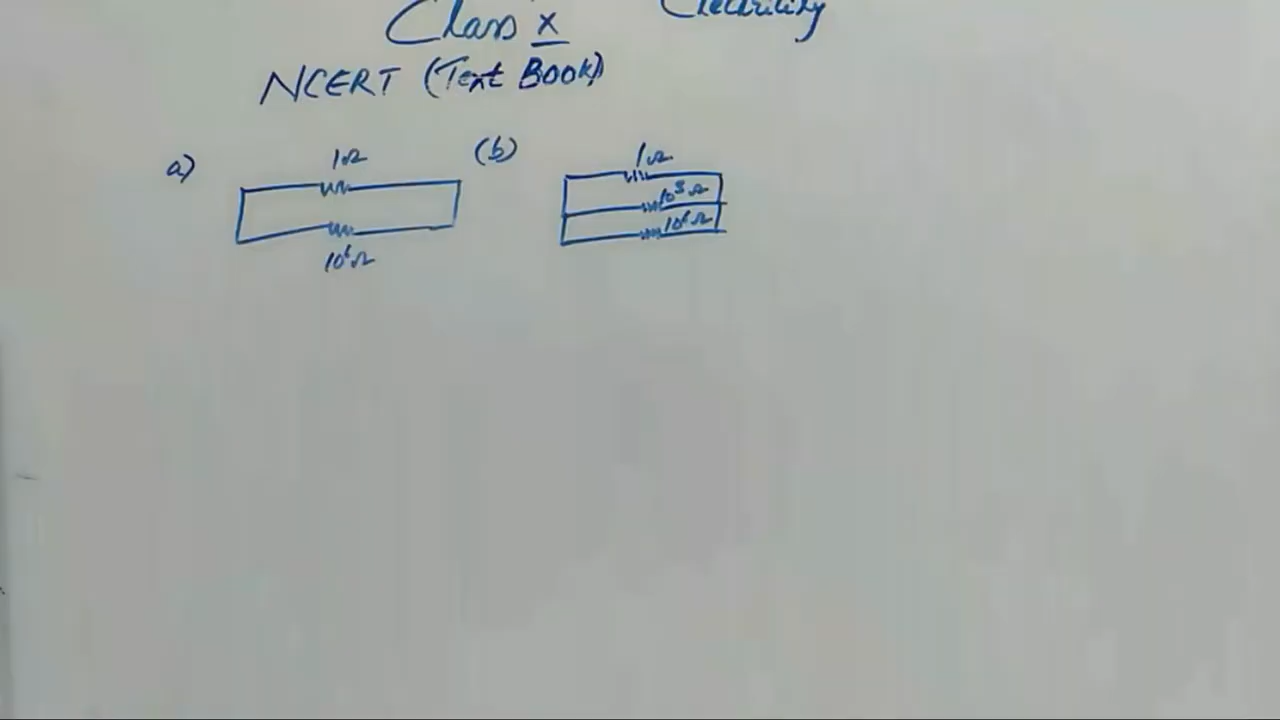 Class X Electricity
NCERT (Text Book)
a) 1Ω (b) 1Ω
10³Ω
10⁶Ω
10⁶Ω